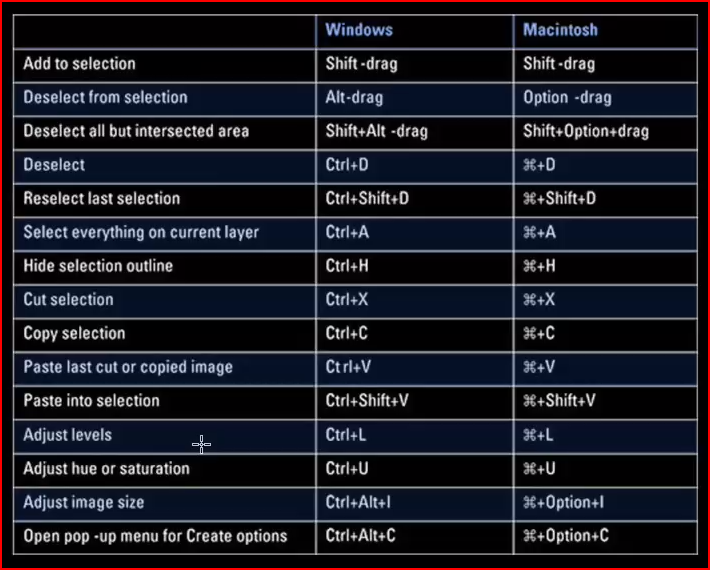 Windows Macintosh
Add to selection Shift -drag Shift -drag
Deselect from selection Alt-drag Option -drag
Deselect all but intersected area Shift+Alt -drag Shift+Option+drag
Deselect Ctrl+D ⌘+D
Reselect last selection Ctrl+Shift+D ⌘+Shift+D
Select everything on current layer Ctrl+A ⌘+A
Hide selection outline Ctrl+H ⌘+H
Cut selection Ctrl+X ⌘+X
Copy selection Ctrl+C ⌘+C
Paste last cut or copied image Ct rl+V ⌘+V
Paste into selection Ctrl+Shift+V ⌘+Shift+V
Adjust levels Ctrl+L ⌘+L
Adjust hue or saturation Ctrl+U ⌘+U
Adjust image size Ctrl+Alt+I ⌘+Option+I
Open pop -up menu for Create options Ctrl+Alt+C ⌘+Option+C